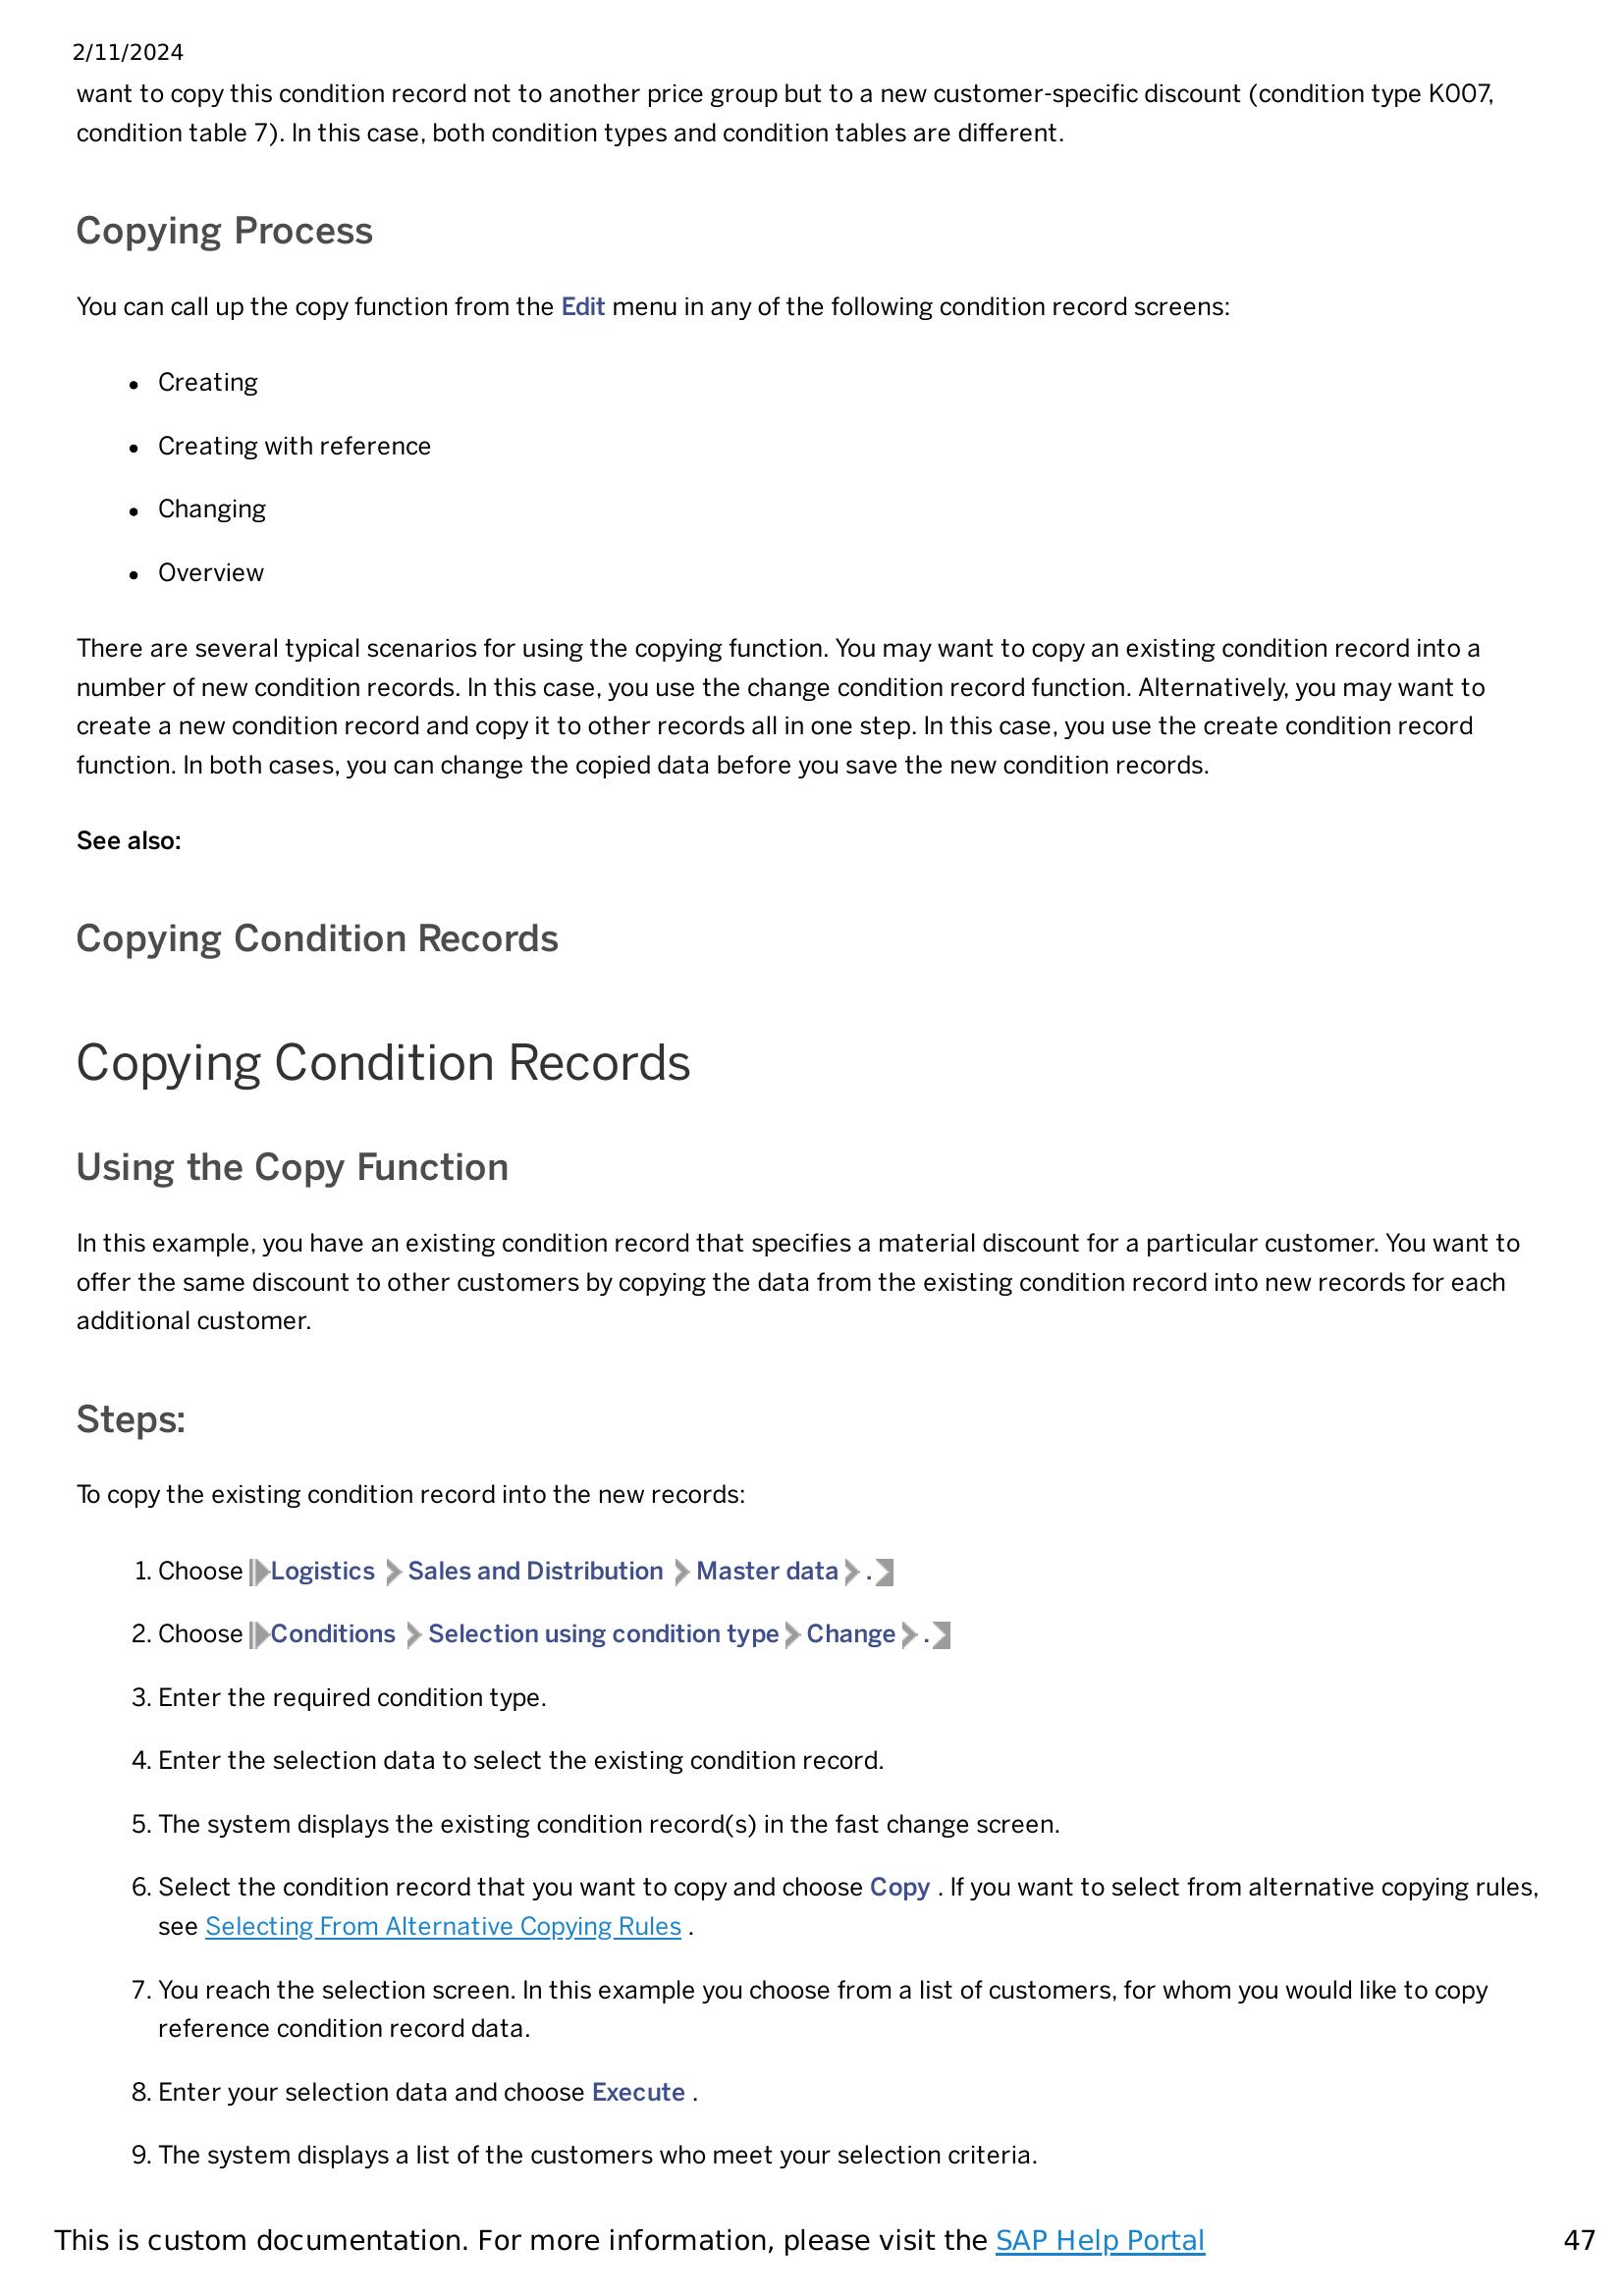 2/11/2024
want to copy this condition record not to another price group but to a new customer-specific discount (condition type K007,
condition table 7). In this case, both condition types and condition tables are different.
Copying Process
You can call up the copy function from the Edit menu in any of the following condition record screens:
• Creating
• Creating with reference
• Changing
• Overview
There are several typical scenarios for using the copying function. You may want to copy an existing condition record into a
number of new condition records. In this case, you use the change condition record function. Alternatively, you may want to
create a new condition record and copy it to other records all in one step. In this case, you use the create condition record
function. In both cases, you can change the copied data before you save the new condition records.
See also:
Copying Condition Records
Copying Condition Records
Using the Copy Function
In this example, you have an existing condition record that specifies a material discount for a particular customer. You want to
offer the same discount to other customers by copying the data from the existing condition record into new records for each
additional customer.
Steps:
To copy the existing condition record into the new records:
1. Choose Logistics Sales and Distribution Master data .
2. Choose Conditions Selection using condition type Change .
3. Enter the required condition type.
4. Enter the selection data to select the existing condition record.
5. The system displays the existing condition record(s) in the fast change screen.
6. Select the condition record that you want to copy and choose Copy . If you want to select from alternative copying rules,
see Selecting From Alternative Copying Rules .
7. You reach the selection screen. In this example you choose from a list of customers, for whom you would like to copy
reference condition record data.
8. Enter your selection data and choose Execute .
9. The system displays a list of the customers who meet your selection criteria.
This is custom documentation. For more information, please visit the SAP Help Portal 47